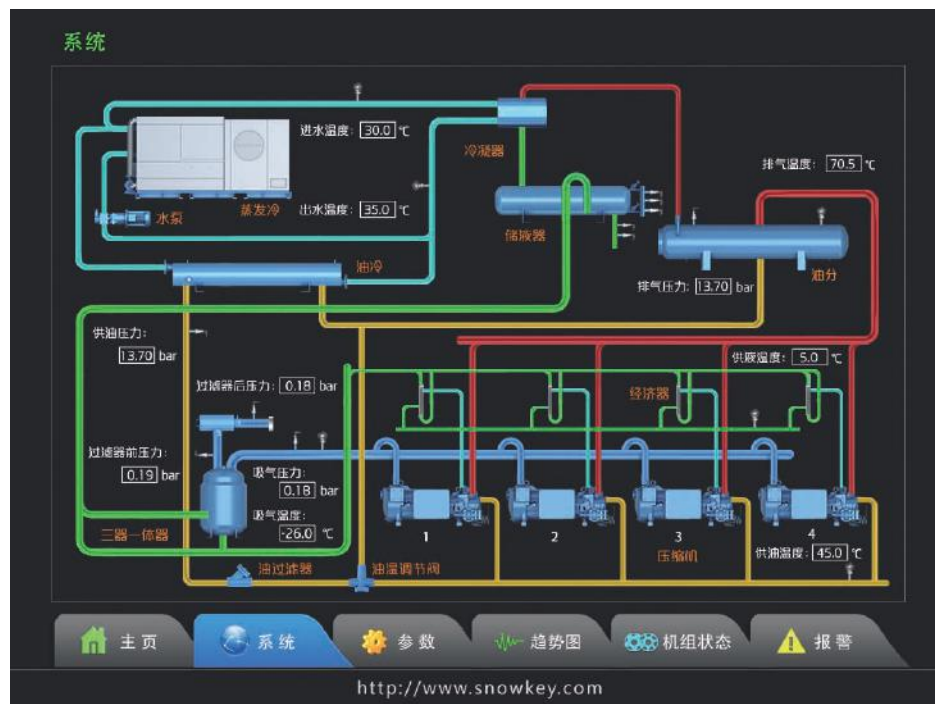 系统
进水温度: 30.0 ℃
冷凝器
排气温度: 70.5 ℃
水泵
蒸发冷
出水温度: 35.0 ℃
储液器
油冷
油分
排气压力: 13.70 bar
供油压力:
13.70 bar
供液温度: 5.0 ℃
过滤器后压力: 0.18 bar
经济器
过滤器前压力:
0.19 bar
吸气压力:
0.18 bar
吸气温度:
-26.0 ℃
三器一体器
1
2
3
4
压缩机
供油温度: 45.0 ℃
油过滤器
油温调节阀
主页
系统
参数
趋势图
机组状态
报警
http://www.snowkey.com